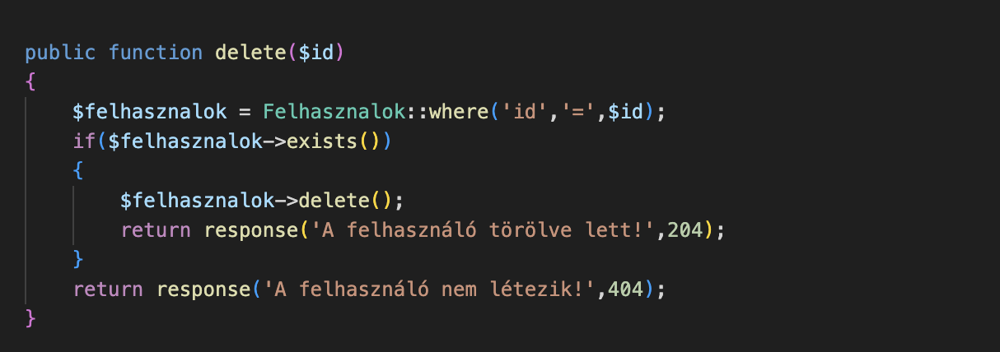 public function delete($id)
{
    $felhasznalok = Felhasznalok::where('id','=',$id);
    if($felhasznalok->exists())
    {
        $felhasznalok->delete();
        return response('A felhasználó törölve lett!',204);
    }
    return response('A felhasználó nem létezik!',404);
}